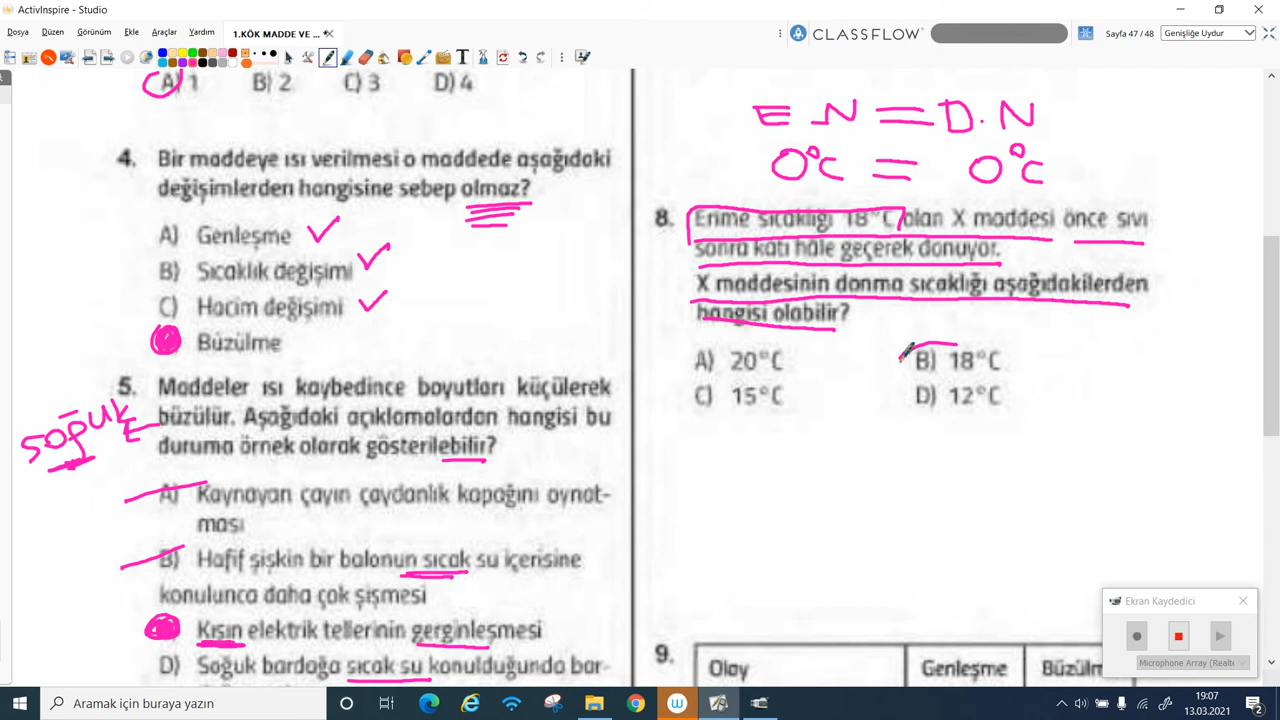 ActivInspire - Studio
Dosya Düzen Görünüm Ekle Araçlar Yardım
1.KÖK MADDE VE ...*
CLASSFLOW
Sayfa 47 / 48
Genişliğe Uydur
A) 1 B) 2 C) 3 D) 4
4. Bir maddeye ısı verilmesi o maddede aşağıdaki
değişimlerden hangisine sebep olmaz?
A) Genleşme
B) Sıcaklık değişimi
C) Hacim değişimi
Büzülme
5. Maddeler ısı kaybedince boyutları küçülerek
büzülür. Aşağıdaki açıklamalardan hangisi bu
duruma örnek olarak gösterilebilir?
soğuk
A) Kaynayan çayın çaydanlık kapağını oynat-
ması
B) Hafif şişkin bir balonun sıcak su içerisine
konulunca daha çok şişmesi
Kışın elektrik tellerinin gerginleşmesi
D) Soğuk bardağa sıcak su konulduğunda bar-
E N = D.N
0°C = 0°C
8. Erime sıcaklığı 18°C olan X maddesi önce sıvı
sonra katı hâle geçerek donuyor.
X maddesinin donma sıcaklığı aşağıdakilerden
hangisi olabilir?
A) 20°C B) 18°C
C) 15°C D) 12°C
9. Olay Genleşme Büzülm
Ekran Kaydedici
Microphone Array (Realte
Aramak için buraya yazın
19:07
13.03.2021
2